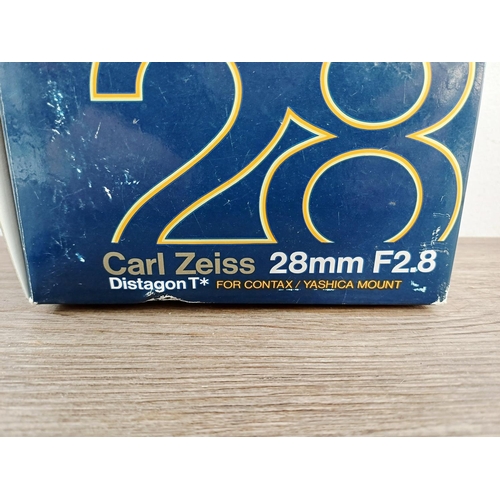 28
Carl Zeiss 28mm F2.8
Distagon T* FOR CONTAX / YASHICA MOUNT